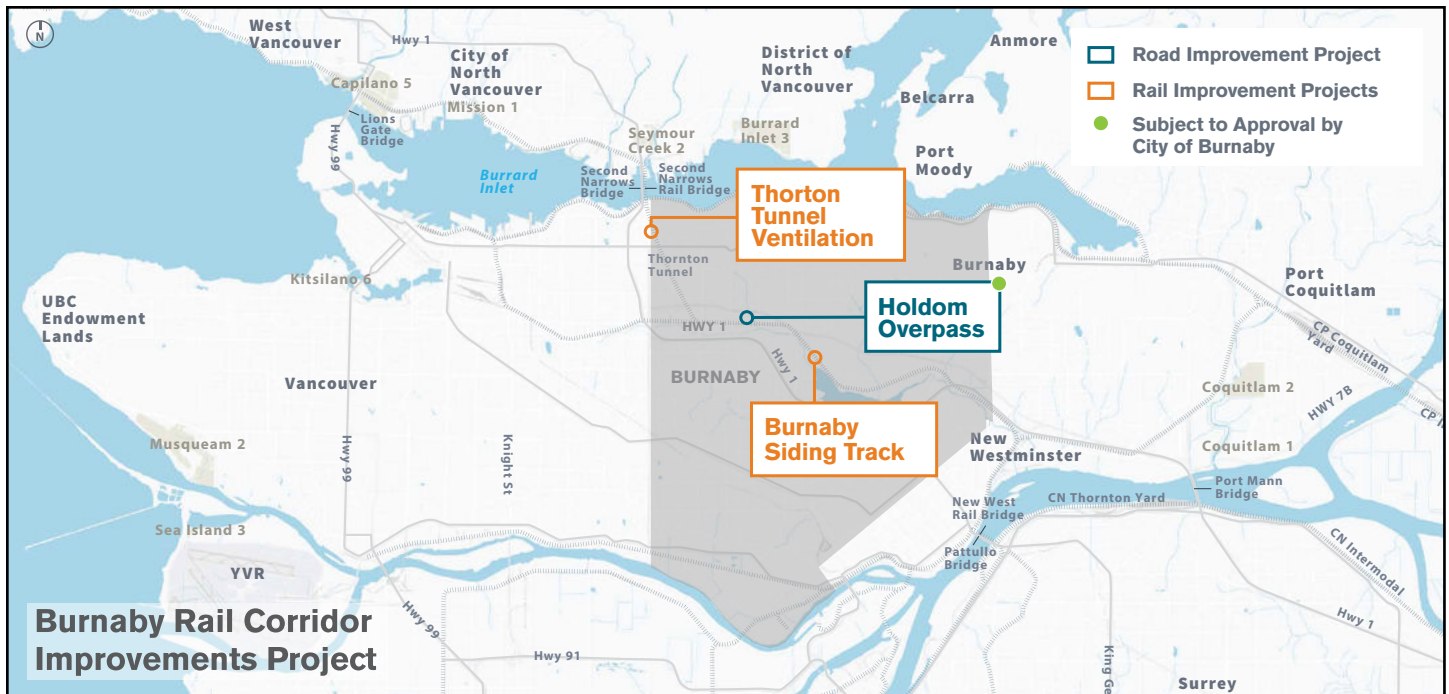 N
West
Vancouver
Hwy 1
City of
North
Vancouver
District of
North
Vancouver
Anmore
Road Improvement Project
Rail Improvement Projects
Subject to Approval by
City of Burnaby
Capilano 5
Mission 1
Belcarra
Lions
Gate
Bridge
Hwy 99
Seymour
Creek 2
Burrard
Inlet 3
Port
Moody
Burrard
Inlet
Second
Narrows
Bridge
Second
Narrows
Rail Bridge
Thorton
Tunnel
Ventilation
Thornton
Tunnel
Kitsilano 6
Burnaby
Port
Coquitlam
UBC
Endowment
Lands
Holdom
Overpass
HWY 1
CP Coquitlam
Yard
Hwy 1
Vancouver
BURNABY
Coquitlam 2
HWY 7B
CP
Burnaby
Siding Track
Musqueam 2
Hwy 99
Knight St
New
Westminster
Coquitlam 1
Port Mann
Bridge
CN Thornton Yard
New West
Rail Bridge
Pattullo
Bridge
Sea Island 3
CN Intermodal
YVR
Hwy 99
Hwy 1
Burnaby Rail Corridor
Improvements Project
Hwy 91
King Ge
Surrey